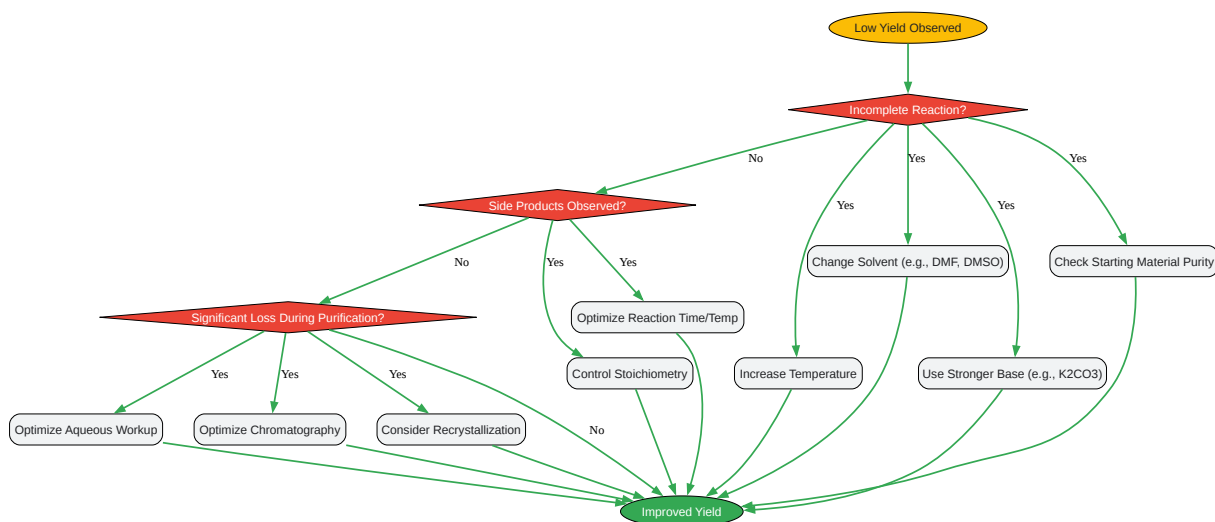 Low Yield Observed
Incomplete Reaction?
No
Yes
Yes
Yes
Yes
Side Products Observed?
Change Solvent (e.g., DMF, DMSO)
Check Starting Material Purity
No
Yes
Yes
Significant Loss During Purification?
Optimize Reaction Time/Temp
Yes
Yes
Yes
No
Control Stoichiometry
Increase Temperature
Use Stronger Base (e.g., K2CO3)
Optimize Aqueous Workup
Optimize Chromatography
Consider Recrystallization
Improved Yield